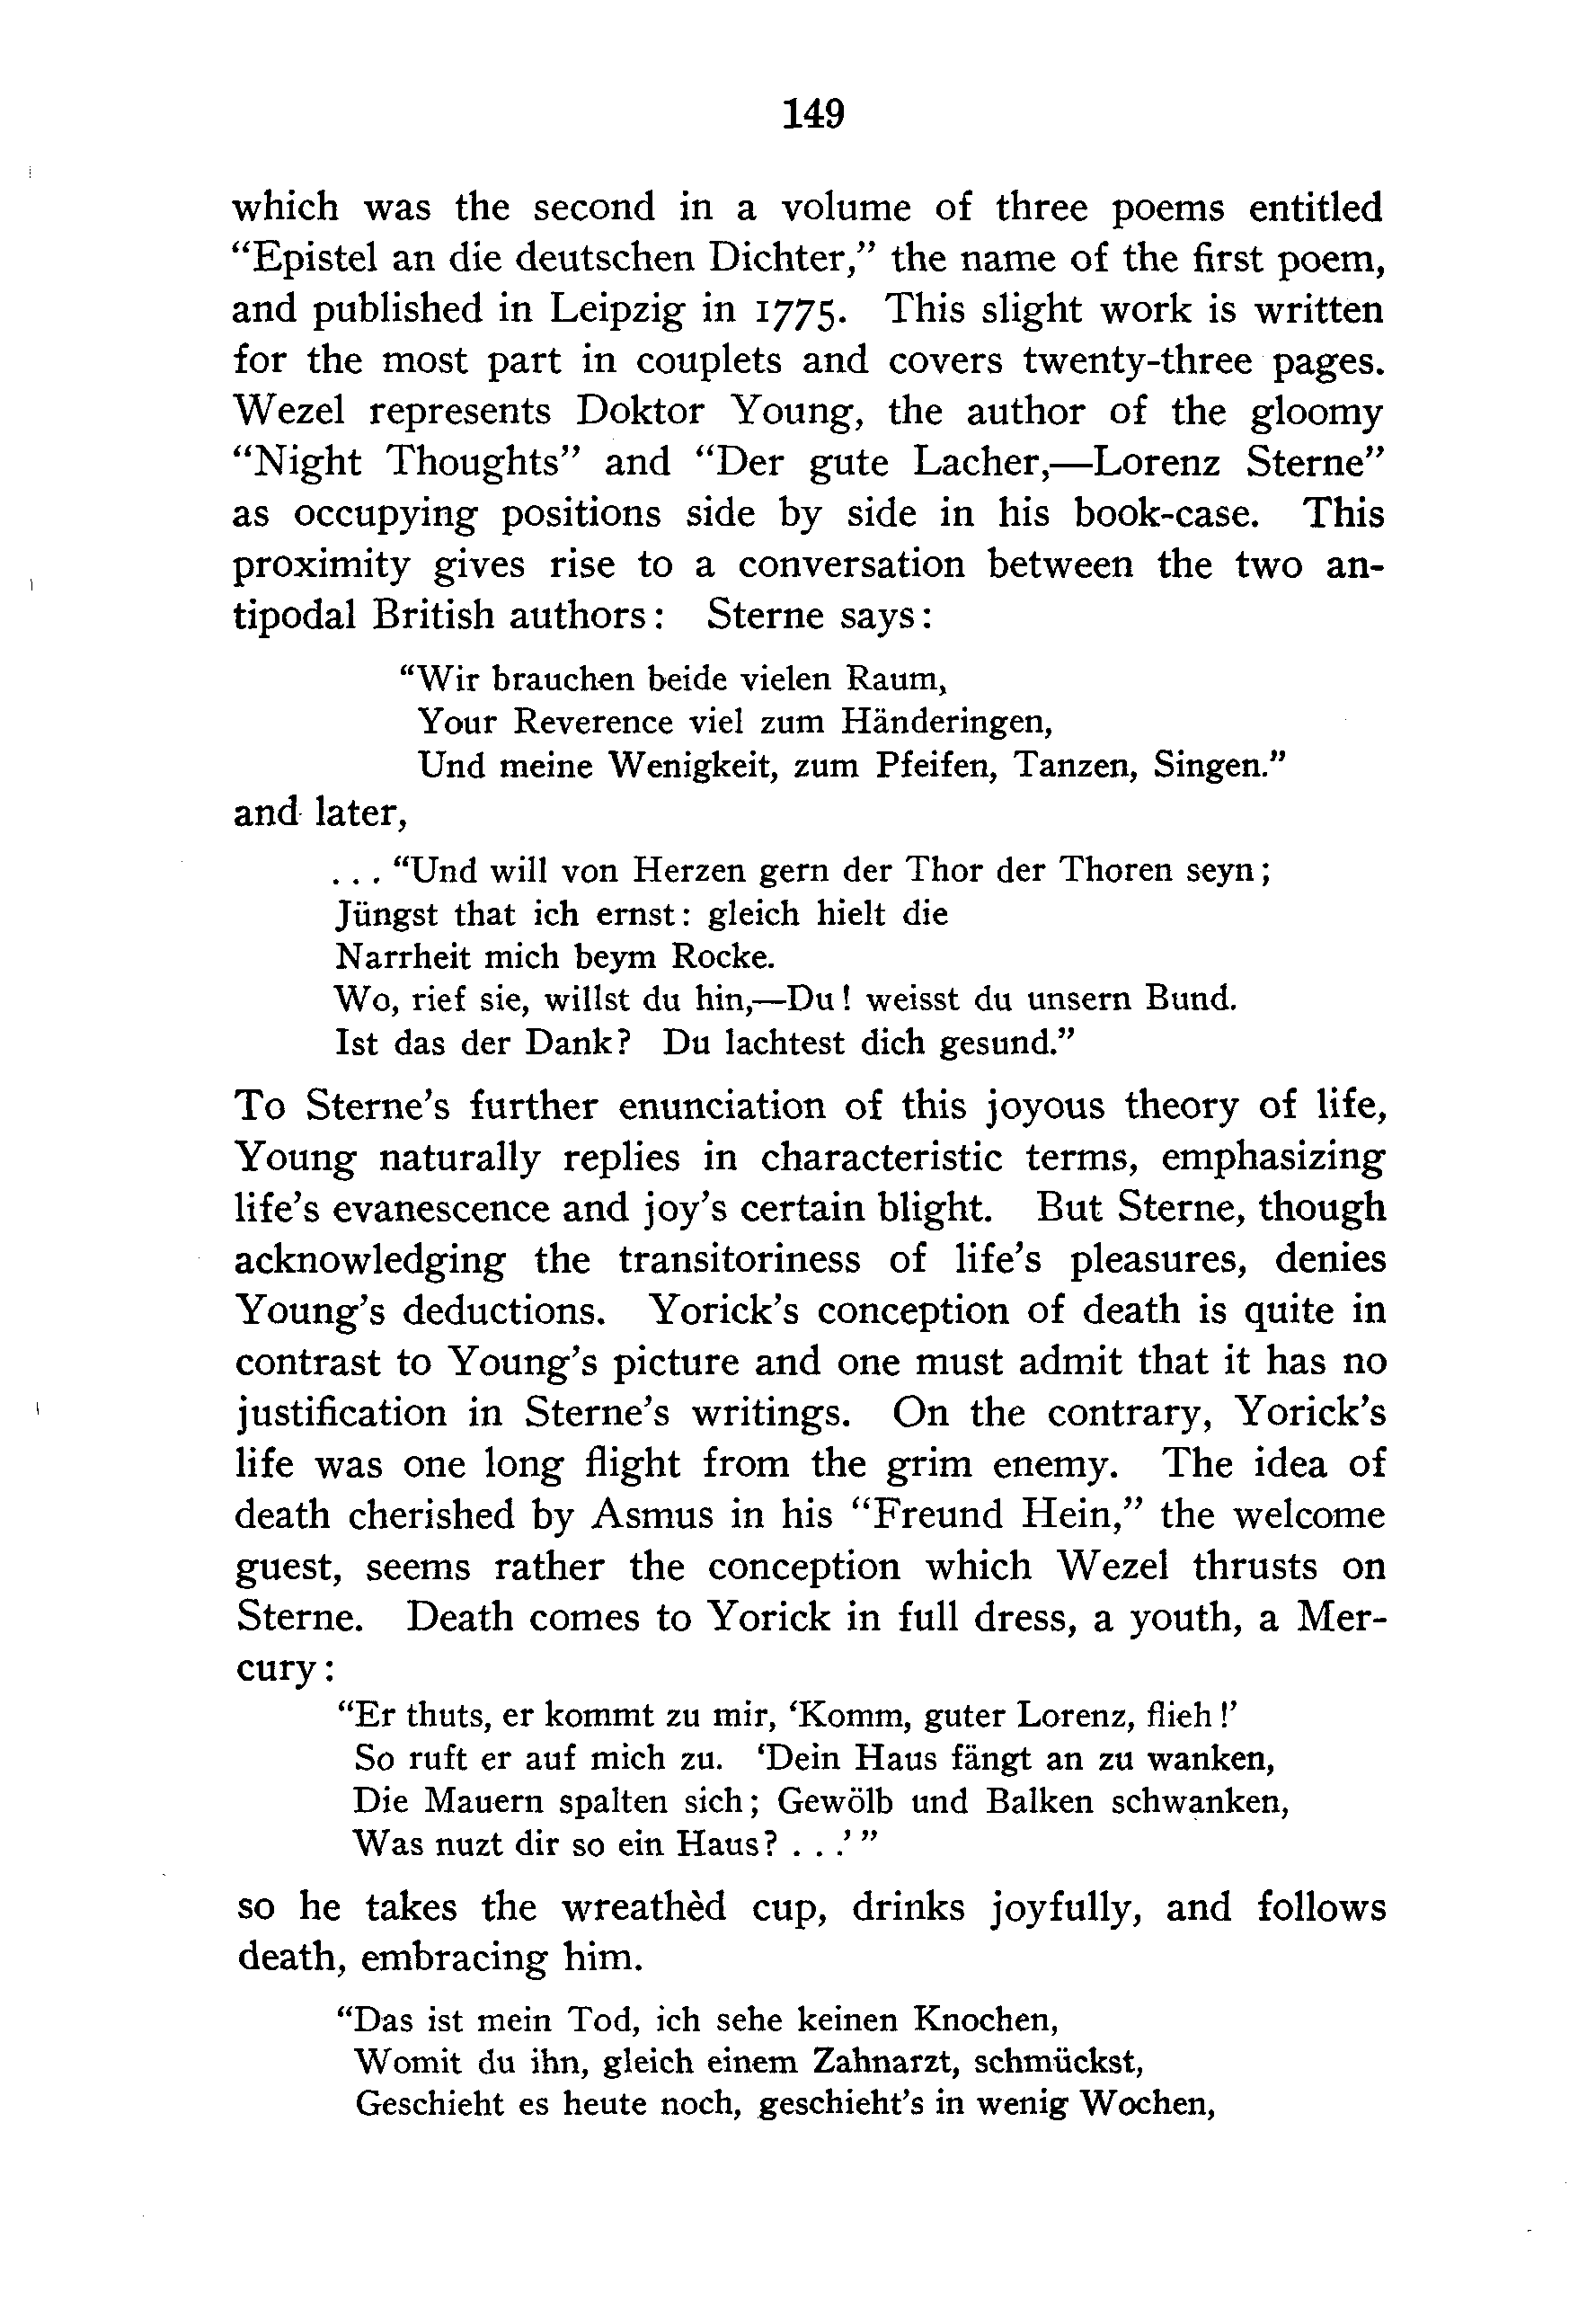 149
which was the second in a volume of three poems entitled
“Epistel an die deutschen Dichter,” the name of the first poem,
and published in Leipzig in 1775. This slight work is written
for the most part in couplets and covers twenty-three pages.
Wezel represents Doktor Young, the author of the gloomy
“Night Thoughts” and “Der gute Lacher,—Lorenz Sterne”
as occupying positions side by side in his book-case. This
proximity gives rise to a conversation between the two an-
tipodal British authors: Sterne says:
“Wir brauchen beide vielen Raum,
Your Reverence viel zum Händeringen,
Und meine Wenigkeit, zum Pfeifen, Tanzen, Singen.”
and later,
. . . “Und will von Herzen gern der Thor der Thoren seyn;
Jüngst that ich ernst: gleich hielt die
Narrheit mich beym Rocke.
Wo, rief sie, willst du hin,—Du! weisst du unsern Bund.
Ist das der Dank? Du lachtest dich gesund.”
To Sterne’s further enunciation of this joyous theory of life,
Young naturally replies in characteristic terms, emphasizing
life’s evanescence and joy’s certain blight. But Sterne, though
acknowledging the transitoriness of life’s pleasures, denies
Young’s deductions. Yorick’s conception of death is quite in
contrast to Young’s picture and one must admit that it has no
justification in Sterne’s writings. On the contrary, Yorick’s
life was one long flight from the grim enemy. The idea of
death cherished by Asmus in his “Freund Hein,” the welcome
guest, seems rather the conception which Wezel thrusts on
Sterne. Death comes to Yorick in full dress, a youth, a Mer-
cury:
“Er thuts, er kommt zu mir, ‘Komm, guter Lorenz, flieh!’
So ruft er auf mich zu. ‘Dein Haus fängt an zu wanken,
Die Mauern spalten sich; Gewölb und Balken schwanken,
Was nuzt dir so ein Haus? . . .’ ”
so he takes the wreathèd cup, drinks joyfully, and follows
death, embracing him.
“Das ist mein Tod, ich sehe keinen Knochen,
Womit du ihn, gleich einem Zahnarzt, schmückst,
Geschieht es heute noch, geschieht’s in wenig Wochen,